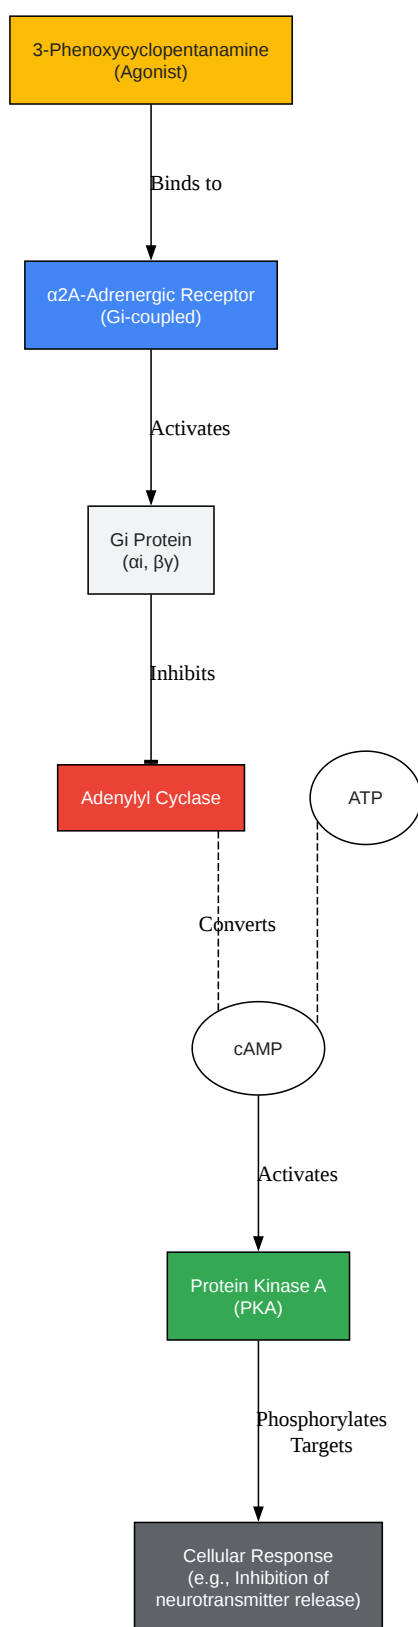 3-Phenoxycyclopentanamine
(Agonist)
Binds to
α2A-Adrenergic Receptor
(Gi-coupled)
Activates
Gi Protein
(αi, βγ)
Inhibits
Adenylyl Cyclase
ATP
Converts
cAMP
Activates
Protein Kinase A
(PKA)
Phosphorylates
Targets
Cellular Response
(e.g., Inhibition of
neurotransmitter release)